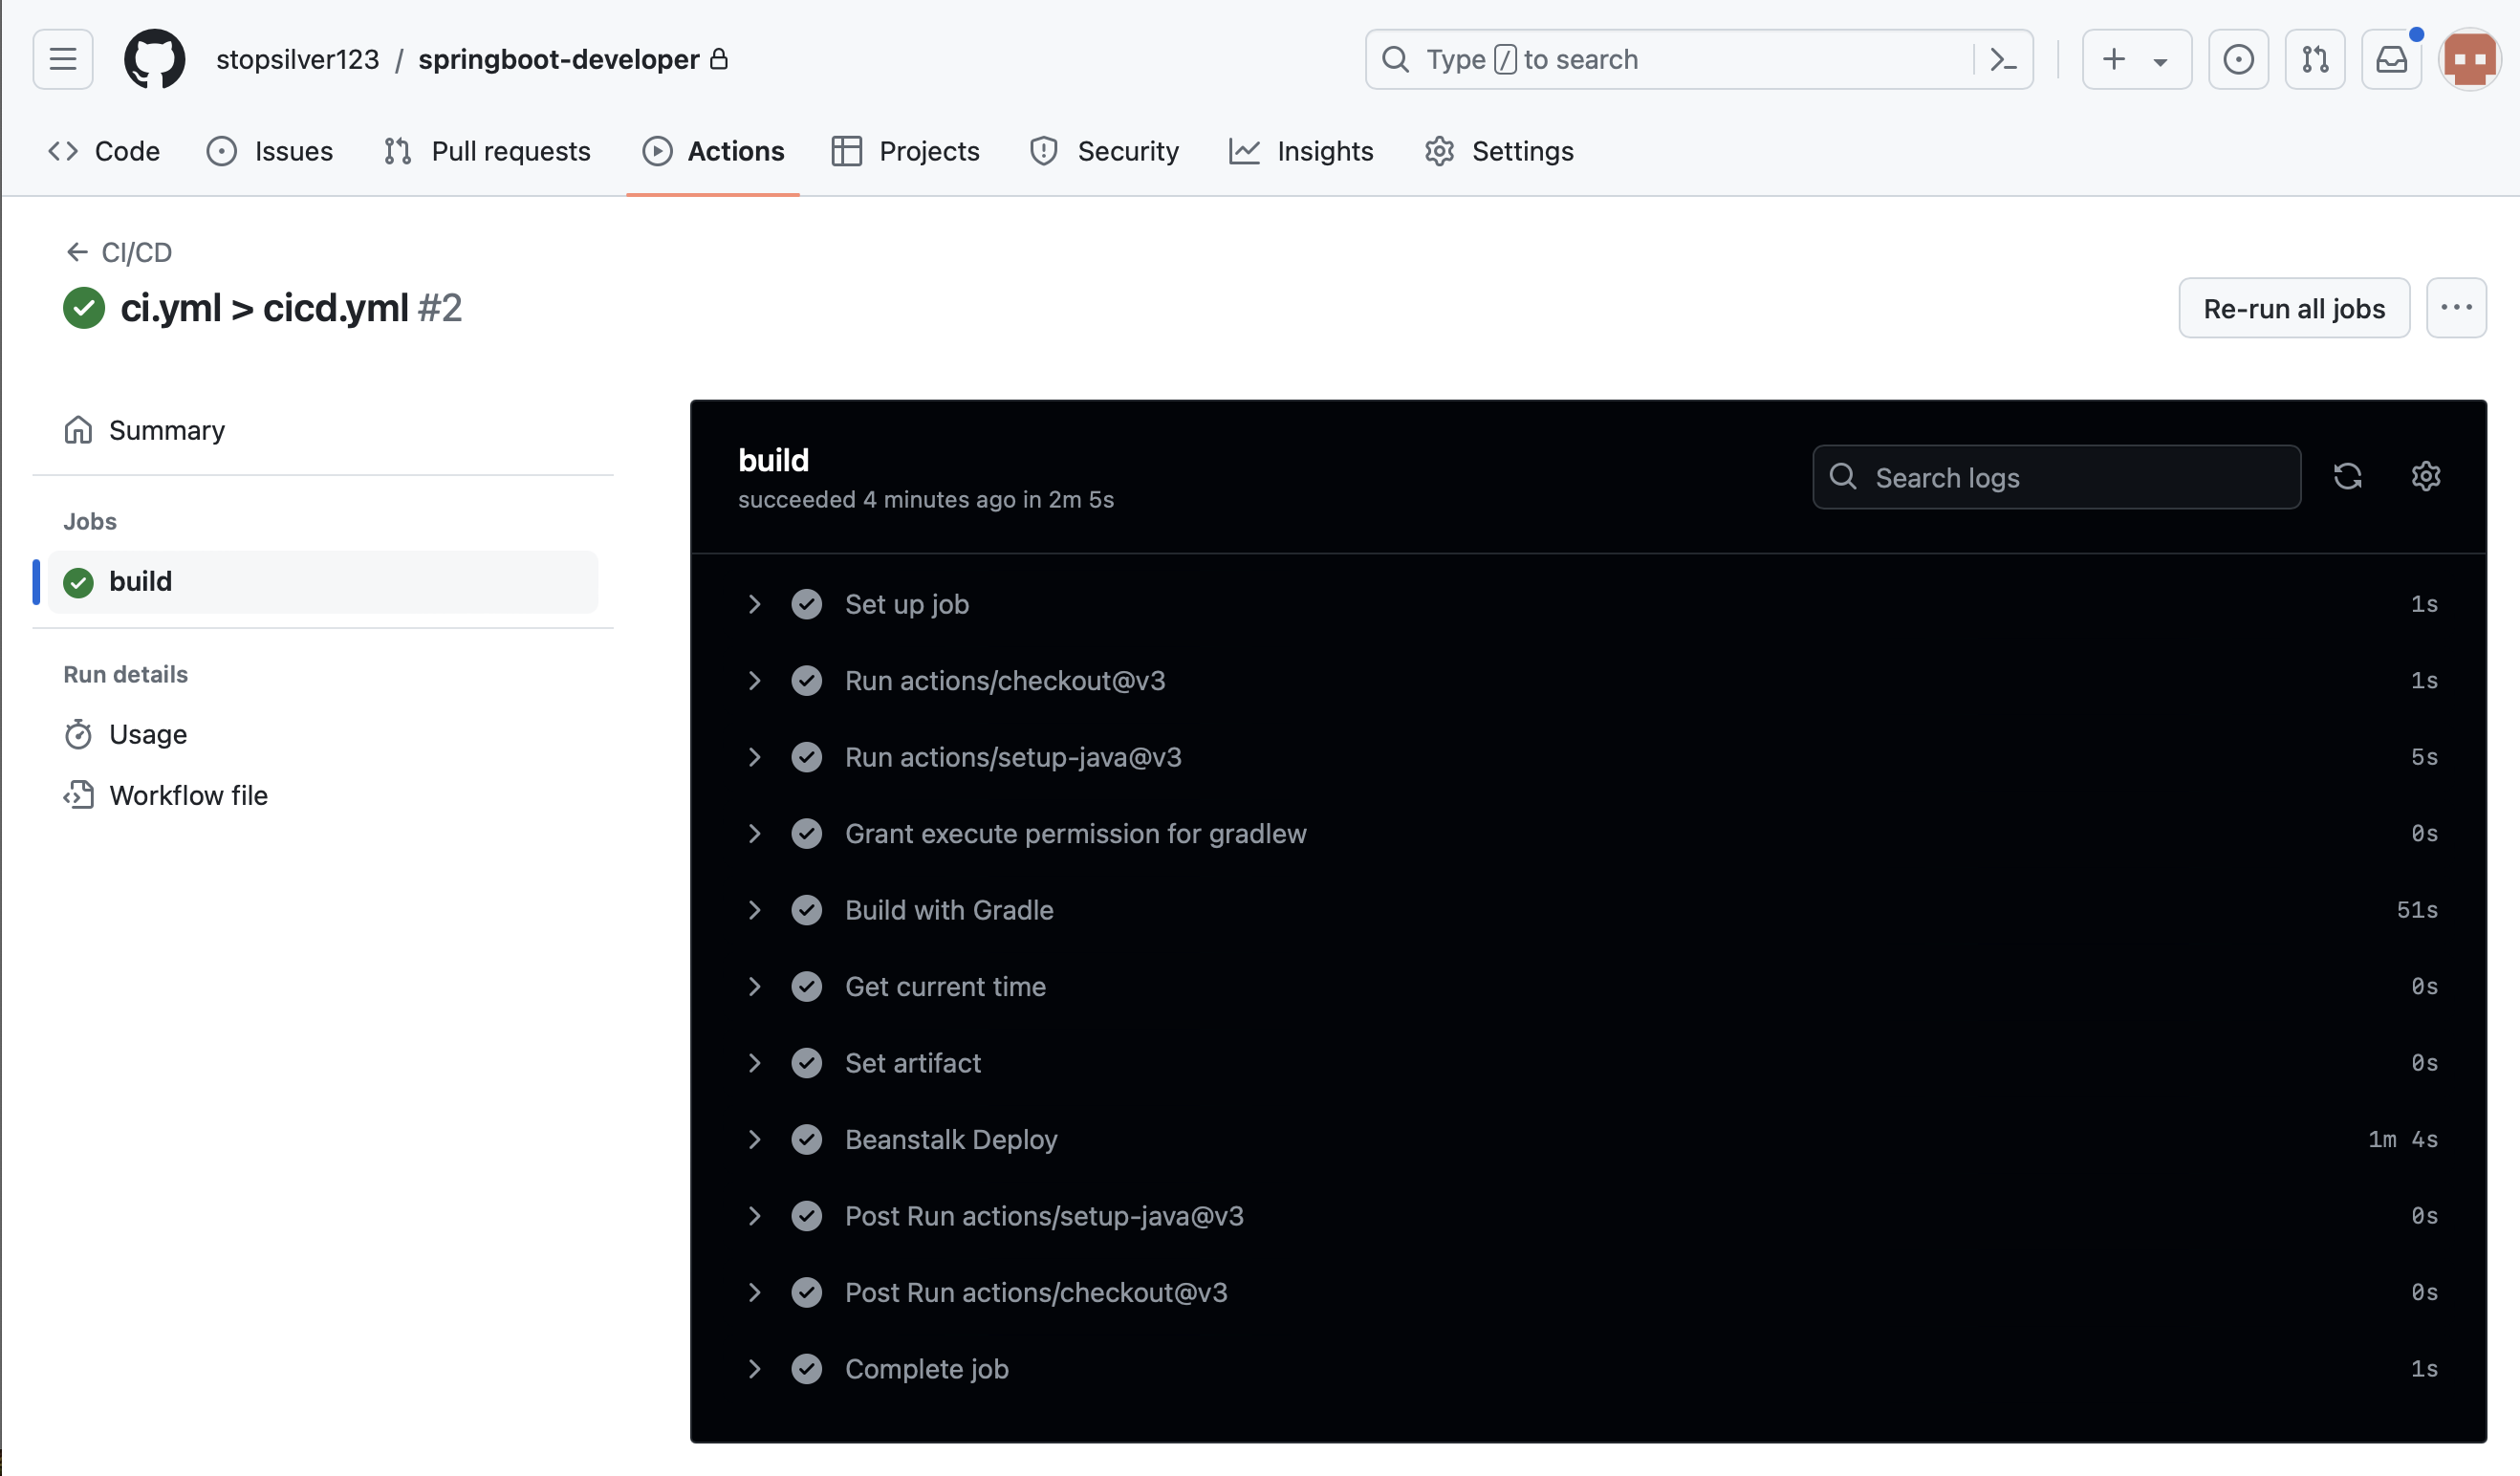 stopsilver123 / springboot-developer
Type / to search
Code Issues Pull requests Actions Projects Security Insights Settings
CI/CD
ci.yml > cicd.yml #2
Re-run all jobs
Summary
Jobs
build
Run details
Usage
Workflow file
build
succeeded 4 minutes ago in 2m 5s
Search logs
Set up job 1s
Run actions/checkout@v3 1s
Run actions/setup-java@v3 5s
Grant execute permission for gradlew 0s
Build with Gradle 51s
Get current time 0s
Set artifact 0s
Beanstalk Deploy 1m 4s
Post Run actions/setup-java@v3 0s
Post Run actions/checkout@v3 0s
Complete job 1s